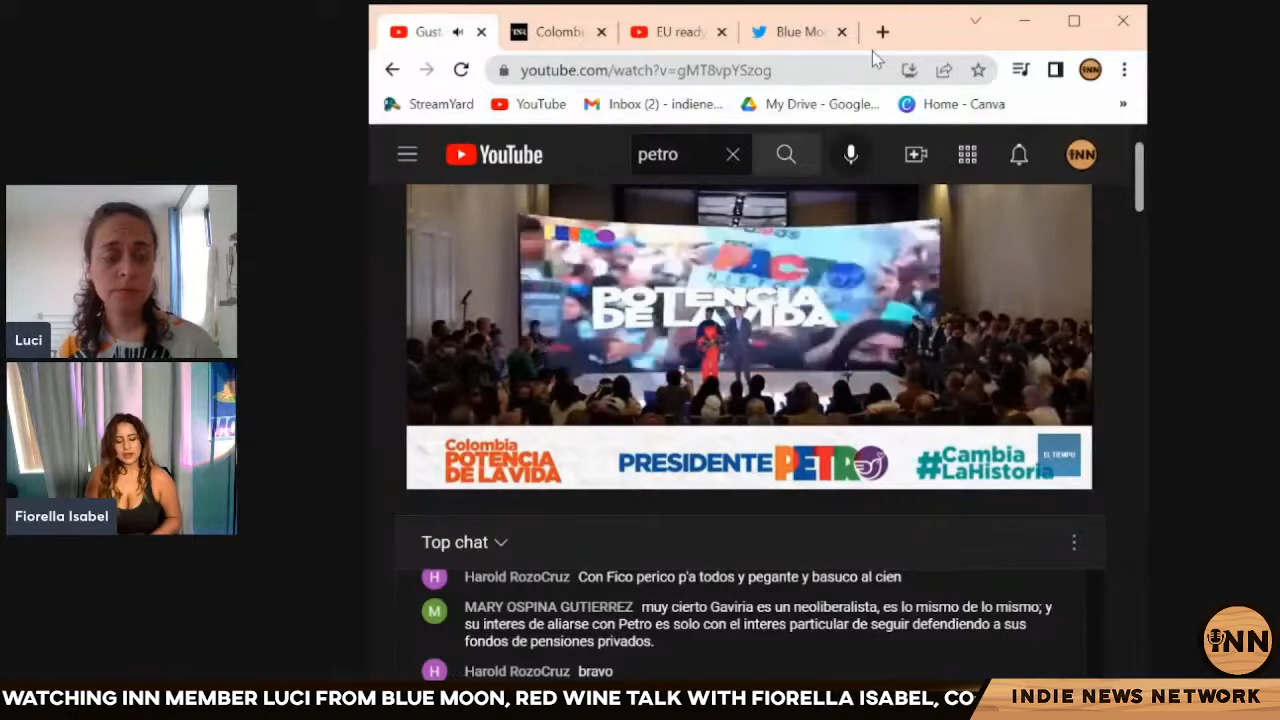 Gust
Colombi
EU ready
Blue Mo
youtube.com/watch?v=gMT8vpYSzog
iNN
StreamYard
YouTube
Inbox (2) - indiene...
My Drive - Google...
Home - Canva
»
YouTube
petro
iNN
PETRO
POTENCIA
DE LA VIDA
Luci
Colombia
POTENCIA
DE LA VIDA
PRESIDENTE PETRO
#Cambia
LaHistoria
EL TIEMPO
Fiorella Isabel
Top chat
H
Harold RozoCruz Con Fico perico p'a todos y pegante y basuco al cien
M
MARY OSPINA GUTIERREZ muy cierto Gaviria es un neoliberalista, es lo mismo de lo mismo; y
su interes de aliarse con Petro es solo con el interes particular de seguir defendiendo a sus
fondos de pensiones privados.
H
Harold RozoCruz bravo
iNN
WATCHING INN MEMBER LUCI FROM BLUE MOON, RED WINE TALK WITH FIORELLA ISABEL, CO
INDIE NEWS NETWORK